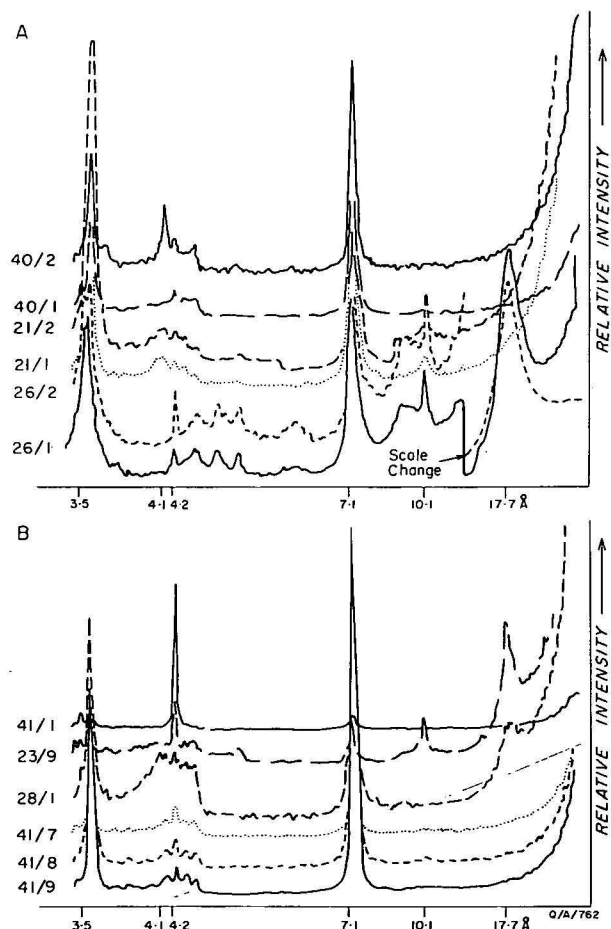 A
RELATIVE INTENSITY
40/2
40/1
21/2
21/1
26/2
26/1
Scale
Change
3·5 4·1 4·2 7·1 10·1 17·7 Å
B
RELATIVE INTENSITY
41/1
23/9
28/1
41/7
41/8
41/9
Q/A/762
3·5 4·1 4·2 7·1 10·1 17·7 Å